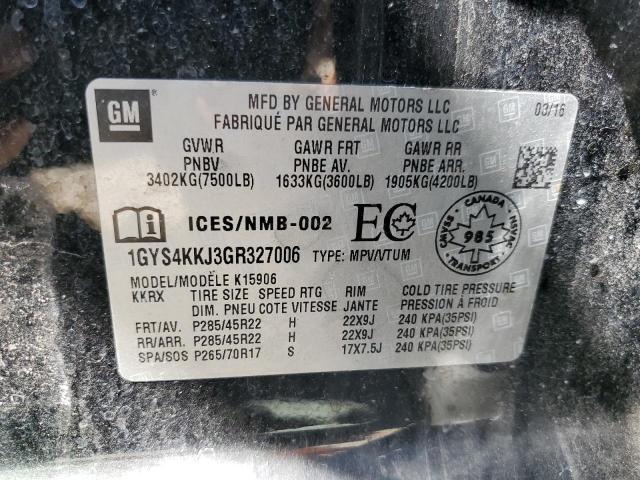 GM
MFD BY GENERAL MOTORS LLC
FABRIQUÉ PAR GENERAL MOTORS LLC
03/16
GVWR GAWR FRT GAWR RR
PNBV PNBE AV. PNBE ARR.
3402KG(7500LB) 1633KG(3600LB) 1905KG(4200LB)
ICES/NMB-002 EC
CANADA
CMVSS 985 NSVAC
TRANSPORT
1GYS4KKJ3GR327006 TYPE: MPV/VTUM
MODEL/MODÈLE K15906
KKRX TIRE SIZE SPEED RTG RIM COLD TIRE PRESSURE
DIM. PNEU COTE VITESSE JANTE PRESSION À FROID
FRT/AV. P285/45R22 H 22X9J 240 KPA(35PSI)
RR/ARR. P285/45R22 H 22X9J 240 KPA(35PSI)
SPA/SOS P265/70R17 S 17X7.5J 240 KPA(35PSI)